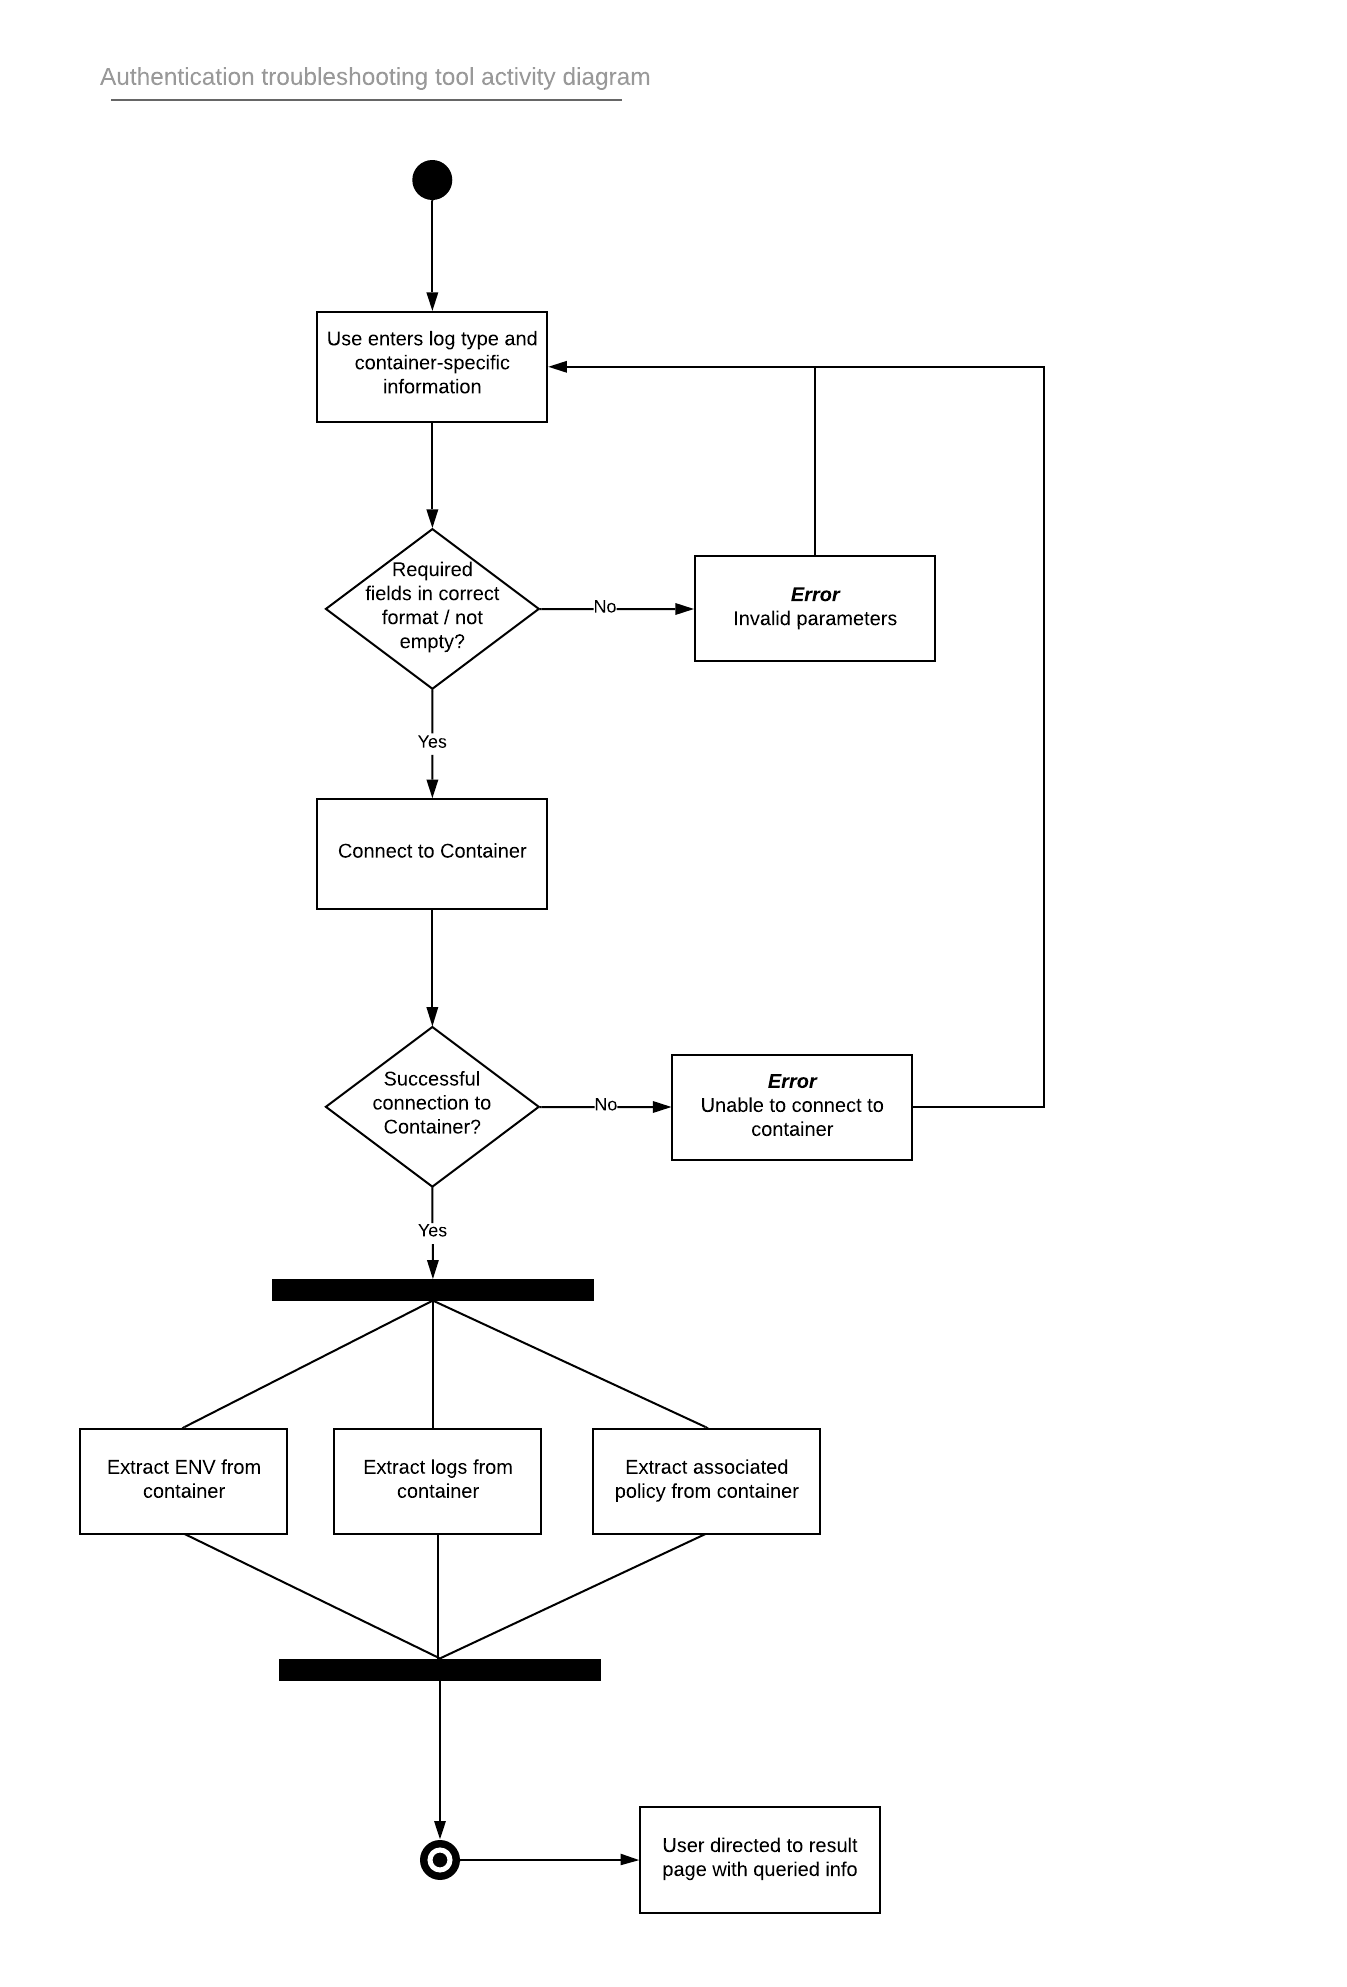 Authentication troubleshooting tool activity diagram
Use enters log type and
container-specific
information
Required
fields in correct
format / not
empty?
No
Error
Invalid parameters
Yes
Connect to Container
Successful
connection to
Container?
No
Error
Unable to connect to
container
Yes
Extract ENV from
container
Extract logs from
container
Extract associated
policy from container
User directed to result
page with queried info